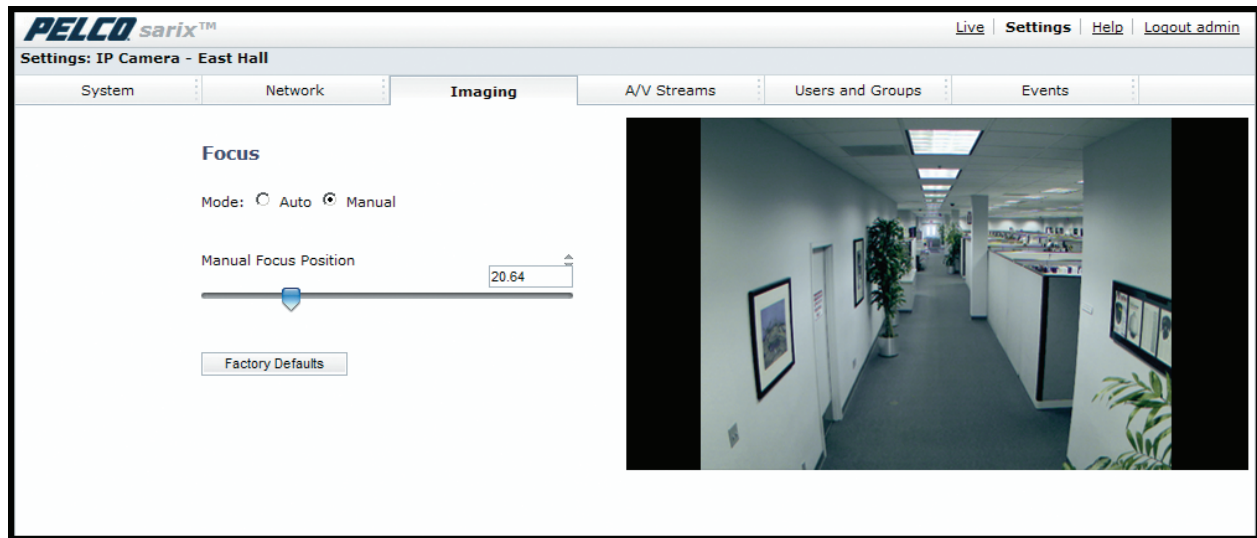 PELCO sarix™
Live | Settings | Help | Logout admin
Settings: IP Camera - East Hall
System Network Imaging A/V Streams Users and Groups Events
Focus
Mode: Auto Manual
Manual Focus Position
20.64
Factory Defaults